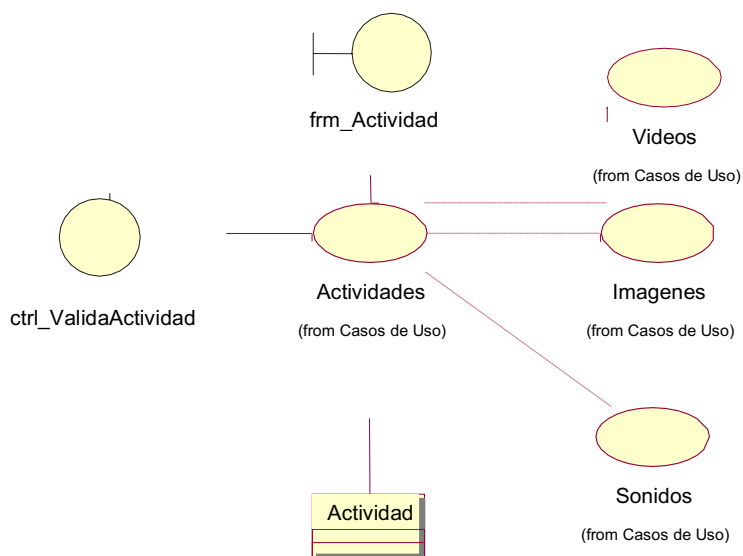 frm_Actividad
Videos
(from Casos de Uso)
ctrl_ValidaActividad
Actividades
(from Casos de Uso)
Imagenes
(from Casos de Uso)
Sonidos
(from Casos de Uso)
Actividad